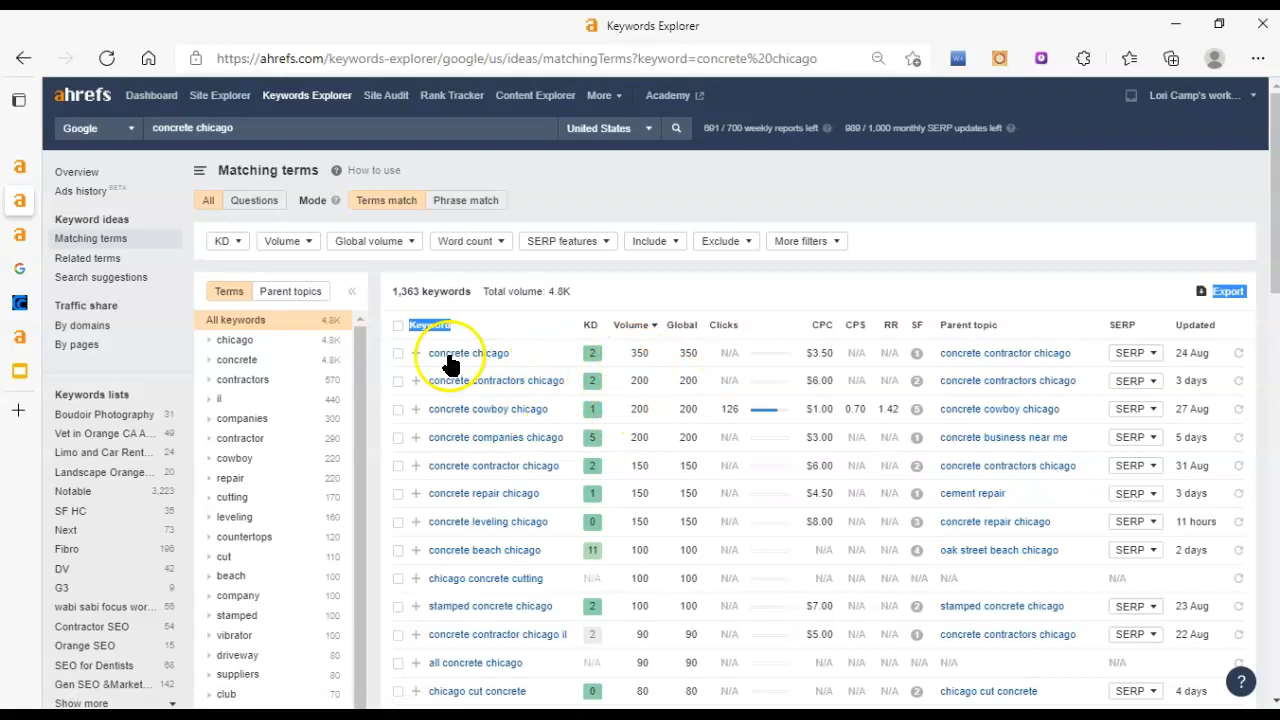 Keywords Explorer
https://ahrefs.com/keywords-explorer/google/us/ideas/matchingTerms?keyword=concrete%20chicago
ahrefs Dashboard Site Explorer Keywords Explorer Site Audit Rank Tracker Content Explorer More Academy Lori Camp's work...
Google concrete chicago United States 691 / 700 weekly reports left 989 / 1,000 monthly SERP updates left
Overview
Ads history BETA
Keyword ideas
Matching terms
Related terms
Search suggestions
Traffic share
By domains
By pages
Keywords lists
Boudoir Photography 31
Vet in Orange CA A... 49
Limo and Car Rent... 24
Landscape Orange... 20
Notable 3,223
SF HC 35
Next 73
Fibro 196
DV 42
G3 9
wabi sabi focus wor... 56
Contractor SEO 54
Orange SEO 15
SEO for Dentists 68
Gen SEO &Market... 142
Show more
Matching terms How to use
All Questions Mode Terms match Phrase match
KD Volume Global volume Word count SERP features Include Exclude More filters
Terms Parent topics
All keywords 4.8K
chicago 4.8K
concrete 4.8K
contractors 570
il 440
companies 290
contractor 290
cowboy 220
repair 220
cutting 170
leveling 160
countertops 120
cut 110
beach 100
company 100
stamped 100
vibrator 100
driveway 80
suppliers 80
club 70
1,363 keywords Total volume: 4.8K Export
Keyword KD Volume Global Clicks CPC CPS RR SF Parent topic SERP Updated
concrete chicago 2 350 350 N/A $3.50 N/A N/A 1 concrete contractor chicago SERP 24 Aug
concrete contractors chicago 2 200 200 N/A $6.00 N/A N/A 2 concrete contractors chicago SERP 3 days
concrete cowboy chicago 1 200 200 126 $1.00 0.70 1.42 5 concrete cowboy chicago SERP 27 Aug
concrete companies chicago 5 200 200 N/A $3.00 N/A N/A 1 concrete business near me SERP 5 days
concrete contractor chicago 2 150 150 N/A $6.00 N/A N/A 2 concrete contractors chicago SERP 31 Aug
concrete repair chicago 1 150 150 N/A $4.50 N/A N/A 1 cement repair SERP 3 days
concrete leveling chicago 0 150 150 N/A $8.00 N/A N/A 3 concrete repair chicago SERP 11 hours
concrete beach chicago 11 100 100 N/A N/A N/A N/A 4 oak street beach chicago SERP 2 days
chicago concrete cutting N/A 100 100 N/A N/A N/A N/A N/A N/A N/A
stamped concrete chicago 2 100 100 N/A $7.00 N/A N/A 2 stamped concrete chicago SERP 23 Aug
concrete contractor chicago il 2 90 90 N/A $5.00 N/A N/A 1 concrete contractors chicago SERP 22 Aug
all concrete chicago N/A 90 90 N/A N/A N/A N/A N/A N/A N/A
chicago cut concrete 0 80 80 N/A N/A N/A N/A 2 chicago cut concrete SERP 4 days